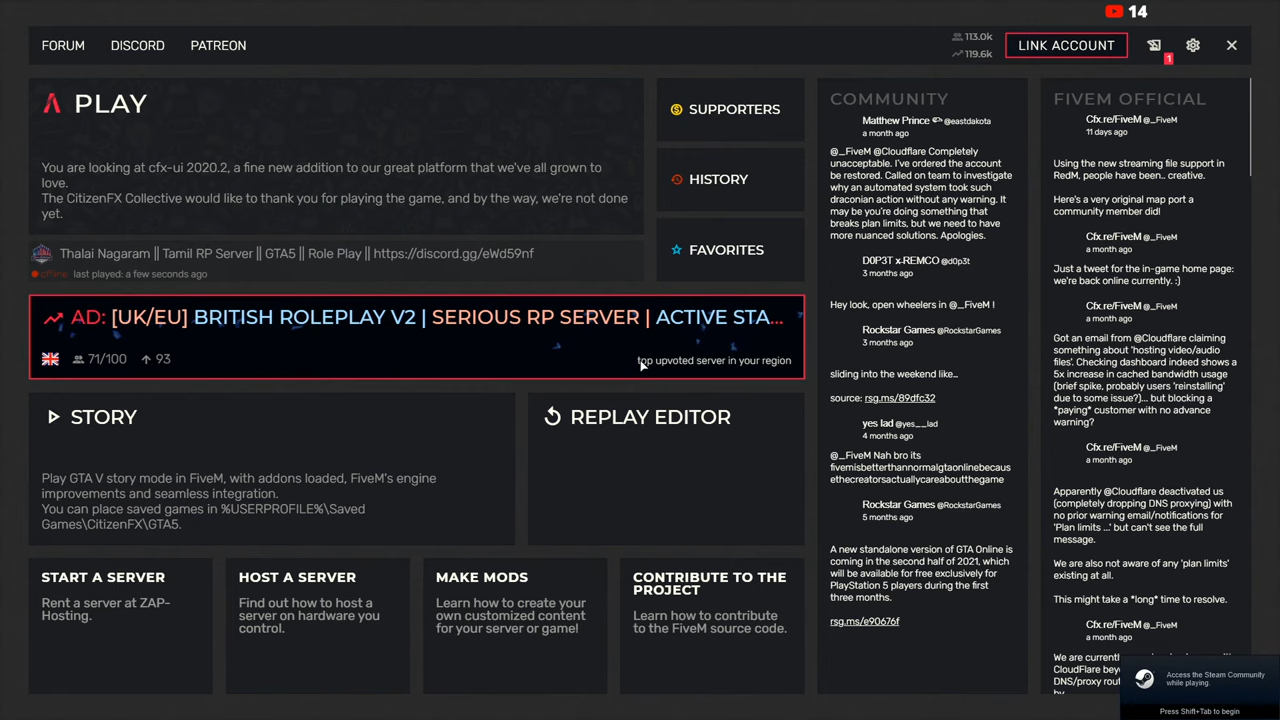 14
FORUM DISCORD PATREON
113.0k
119.6k
LINK ACCOUNT
1
PLAY
You are looking at cfx-ui 2020.2, a fine new addition to our great platform that we've all grown to
love.
The CitizenFX Collective would like to thank you for playing the game, and by the way, we're not done
yet.
Thalai Nagaram || Tamil RP Server || GTA5 || Role Play || https://discord.gg/eWd59nf
offline last played: a few seconds ago
SUPPORTERS
HISTORY
FAVORITES
AD: [UK/EU] BRITISH ROLEPLAY V2 | SERIOUS RP SERVER | ACTIVE STA...
71/100 93
top upvoted server in your region
STORY
Play GTA V story mode in FiveM, with addons loaded, FiveM's engine
improvements and seamless integration.
You can place saved games in %USERPROFILE%\Saved
Games\CitizenFX\GTA5.
REPLAY EDITOR
START A SERVER
Rent a server at ZAP-
Hosting.
HOST A SERVER
Find out how to host a
server on hardware you
control.
MAKE MODS
Learn how to create your
own customized content
for your server or game!
CONTRIBUTE TO THE
PROJECT
Learn how to contribute
to the FiveM source code.
COMMUNITY
Matthew Prince @eastdakota
a month ago
@_FiveM @Cloudflare Completely
unacceptable. I've ordered the account
be restored. Called on team to investigate
why an automated system took such
draconian action without any warning. It
may be you're doing something that
breaks plan limits, but we need to have
more nuanced solutions. Apologies.
D0P3T x-REMCO @d0p3t
3 months ago
Hey look, open wheelers in @_FiveM !
Rockstar Games @RockstarGames
3 months ago
sliding into the weekend like...
source: rsg.ms/89dfc32
yes lad @yes__lad
4 months ago
@_FiveM Nah bro its
fivemisbetterthannormalgtaonlinebecaus
ethecreatorsactuallycareaboutthegame
Rockstar Games @RockstarGames
5 months ago
A new standalone version of GTA Online is
coming in the second half of 2021, which
will be available for free exclusively for
PlayStation 5 players during the first
three months.
rsg.ms/e90676f
FIVEM OFFICIAL
Cfx.re/FiveM @_FiveM
11 days ago
Using the new streaming file support in
RedM, people have been.. creative.
Here's a very original map port a
community member did!
Cfx.re/FiveM @_FiveM
a month ago
Just a tweet for the in-game home page:
we're back online currently. :)
Cfx.re/FiveM @_FiveM
a month ago
Got an email from @Cloudflare claiming
something about 'hosting video/audio
files'. Checking dashboard indeed shows a
5x increase in cached bandwidth usage
(brief spike, probably users 'reinstalling'
due to some issue?)... but blocking a
*paying* customer with no advance
warning?
Cfx.re/FiveM @_FiveM
a month ago
Apparently @Cloudflare deactivated us
(completely dropping DNS proxying) with
no prior warning email/notifications for
'Plan limits ...' but can't see the full
message.
We are also not aware of any 'plan limits'
existing at all.
This might take a *long* time to resolve.
Cfx.re/FiveM @_FiveM
a month ago
We are currently
CloudFlare
DNS/proxy
Access the Steam Community
while playing.
Press Shift+Tab to begin